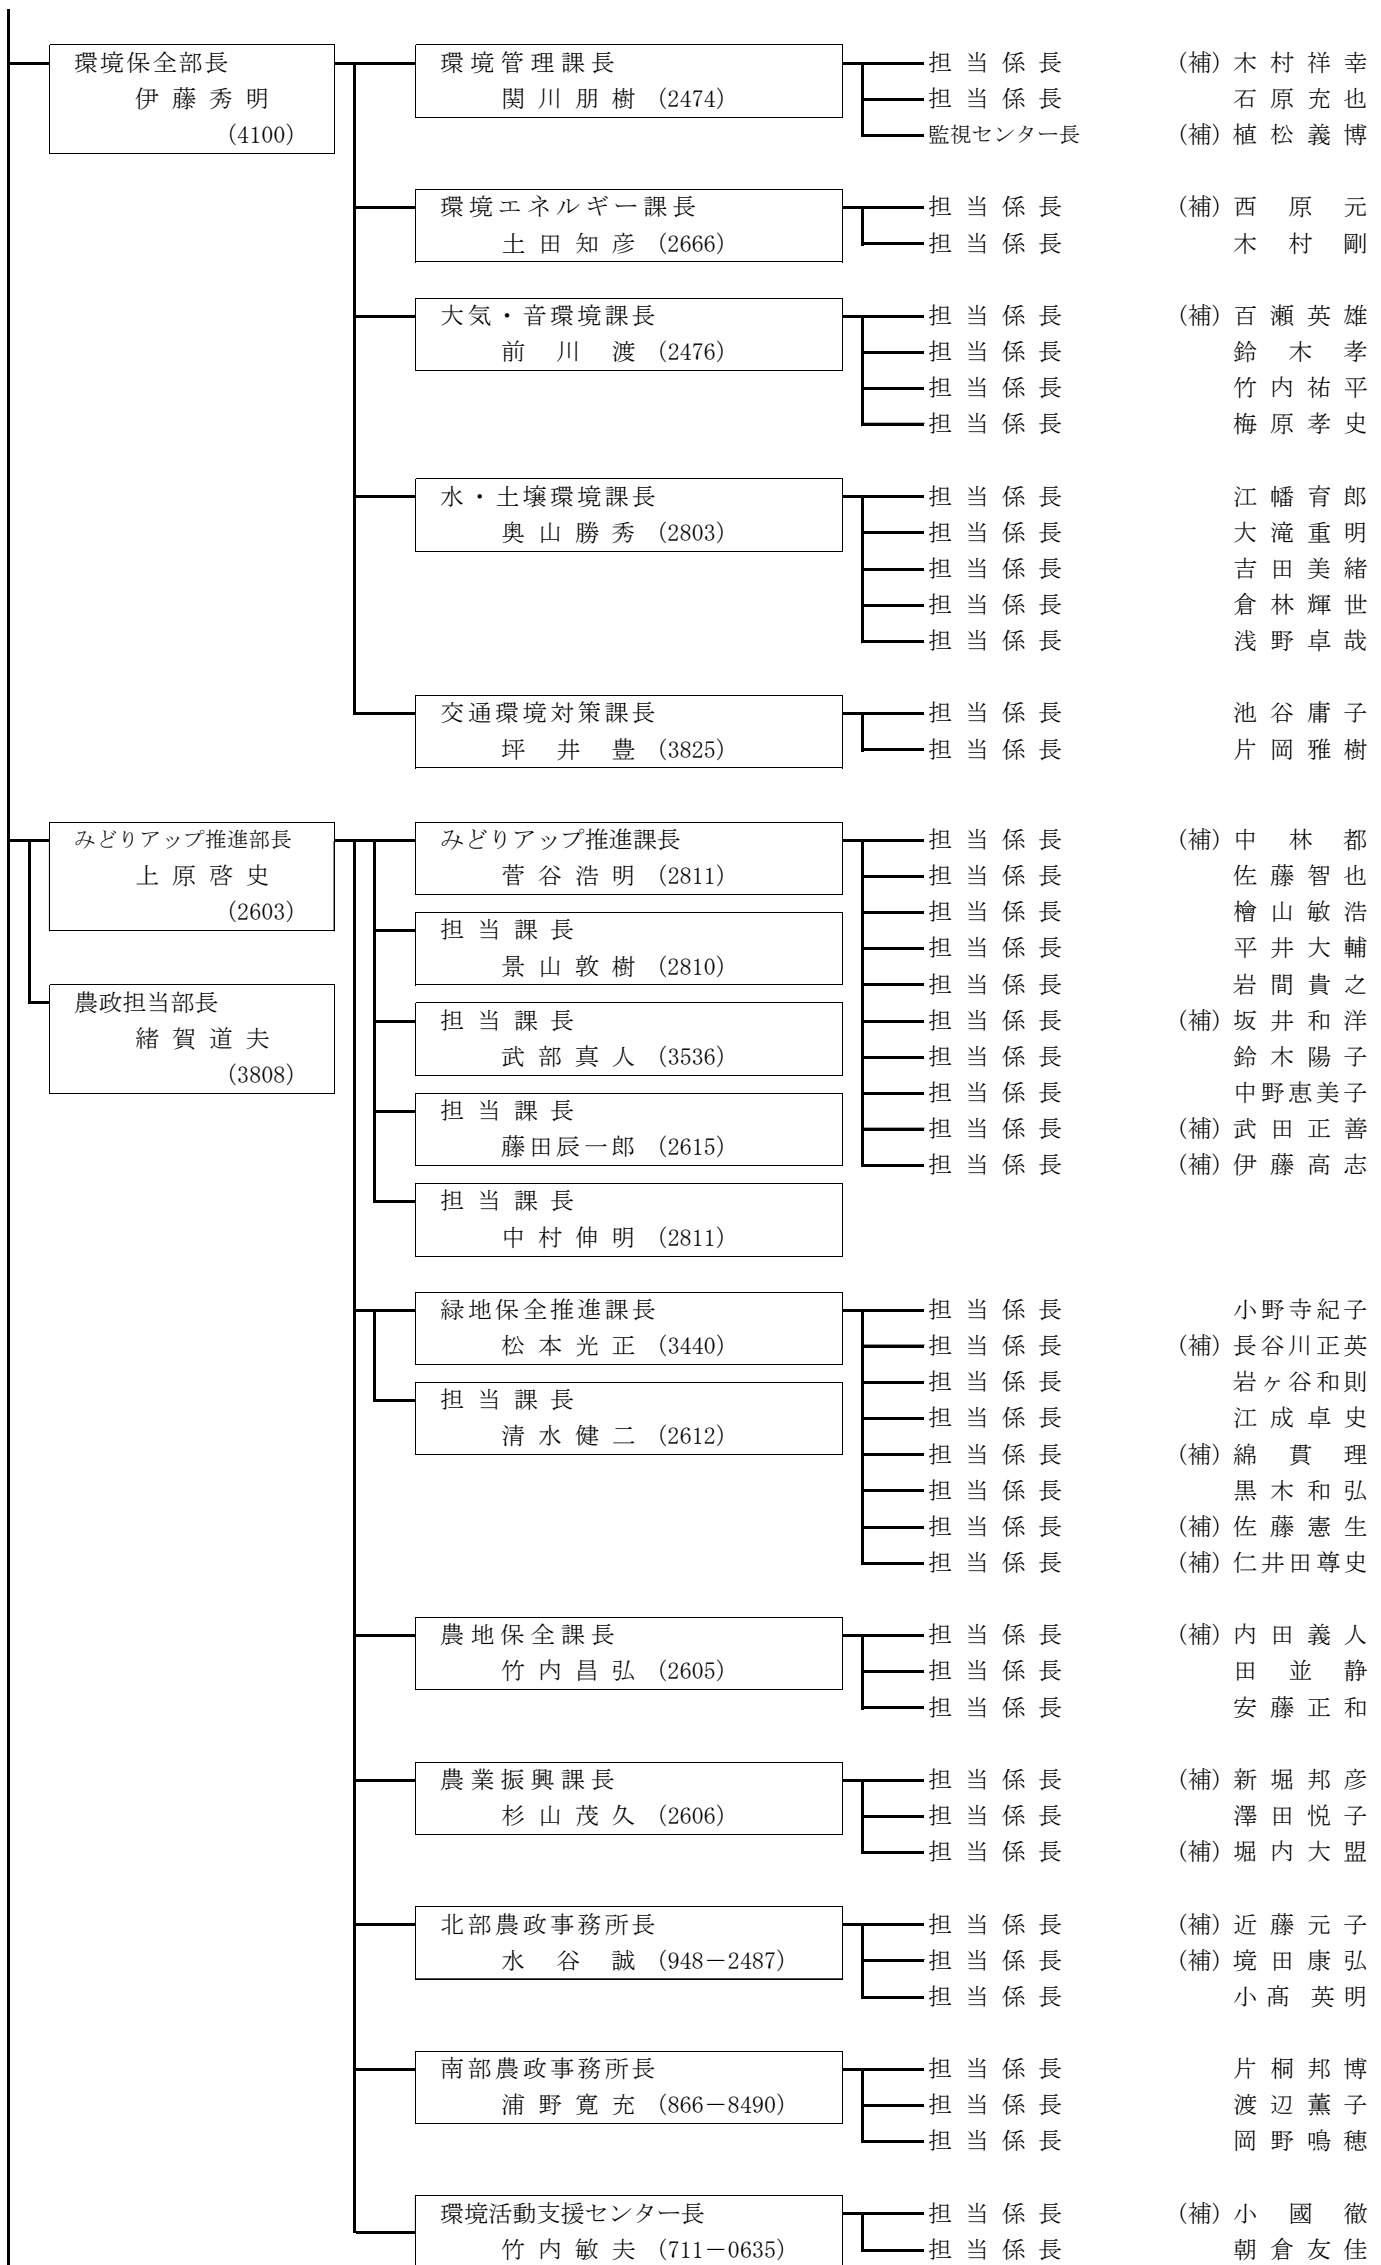 環境保全部長
伊藤秀明
(4100)
環境管理課長
関川朋樹 (2474)
担当係長 (補) 木村祥幸
担当係長 石原充也
監視センター長 (補) 植松義博
環境エネルギー課長
土田知彦 (2666)
担当係長 (補) 西原元
担当係長 木村剛
大気・音環境課長
前川渡 (2476)
担当係長 (補) 百瀬英雄
担当係長 鈴木孝
担当係長 竹内祐平
担当係長 梅原孝史
水・土壌環境課長
奥山勝秀 (2803)
担当係長 江幡育郎
担当係長 大滝重明
担当係長 吉田美緒
担当係長 倉林輝世
担当係長 浅野卓哉
交通環境対策課長
坪井豊 (3825)
担当係長 池谷庸子
担当係長 片岡雅樹
みどりアップ推進部長
上原啓史
(2603)
農政担当部長
緒賀道夫
(3808)
みどりアップ推進課長
菅谷浩明 (2811)
担当課長
景山敦樹 (2810)
担当課長
武部真人 (3536)
担当課長
藤田辰一郎 (2615)
担当課長
中村伸明 (2811)
担当係長 (補) 中林都
担当係長 佐藤智也
担当係長 檜山敏浩
担当係長 平井大輔
担当係長 岩間貴之
担当係長 (補) 坂井和洋
担当係長 鈴木陽子
担当係長 中野恵美子
担当係長 (補) 武田正善
担当係長 (補) 伊藤高志
緑地保全推進課長
松本光正 (3440)
担当課長
清水健二 (2612)
担当係長 小野寺紀子
担当係長 (補) 長谷川正英
担当係長 岩ヶ谷和則
担当係長 江成卓史
担当係長 (補) 綿貫理
担当係長 黒木和弘
担当係長 (補) 佐藤憲生
担当係長 (補) 仁井田尊史
農地保全課長
竹内昌弘 (2605)
担当係長 (補) 内田義人
担当係長 田並静
担当係長 安藤正和
農業振興課長
杉山茂久 (2606)
担当係長 (補) 新堀邦彦
担当係長 澤田悦子
担当係長 (補) 堀内大盟
北部農政事務所長
水谷誠 (948－2487)
担当係長 (補) 近藤元子
担当係長 (補) 境田康弘
担当係長 小髙英明
南部農政事務所長
浦野寛充 (866－8490)
担当係長 片桐邦博
担当係長 渡辺薫子
担当係長 岡野鳴穂
環境活動支援センター長
竹内敏夫 (711－0635)
担当係長 (補) 小國徹
担当係長 朝倉友佳